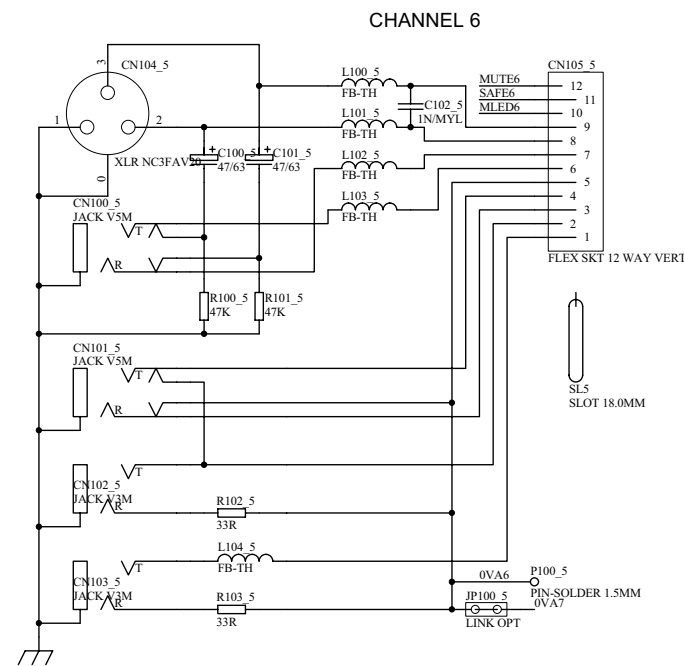 CHANNEL 6
CN104_5
3
1
2
0
XLR NC3FAV20
L100_5
FB-TH
L101_5
FB-TH
C102_5
1N/MYL
C100_5
47/63
C101_5
47/63
L102_5
FB-TH
L103_5
FB-TH
CN105_5
MUTE6
SAFE6
MLED6
12
11
10
9
8
7
6
5
4
3
2
1
FLEX SKT 12 WAY VERT
CN100_5
JACK V5M
T
R
R100_5
47K
R101_5
47K
CN101_5
JACK V5M
T
R
SL5
SLOT 18.0MM
CN102_5
JACK V3M
T
R
R102_5
33R
L104_5
FB-TH
CN103_5
JACK V3M
T
R
R103_5
33R
0VA6
P100_5
PIN-SOLDER 1.5MM
0VA7
JP100_5
LINK OPT